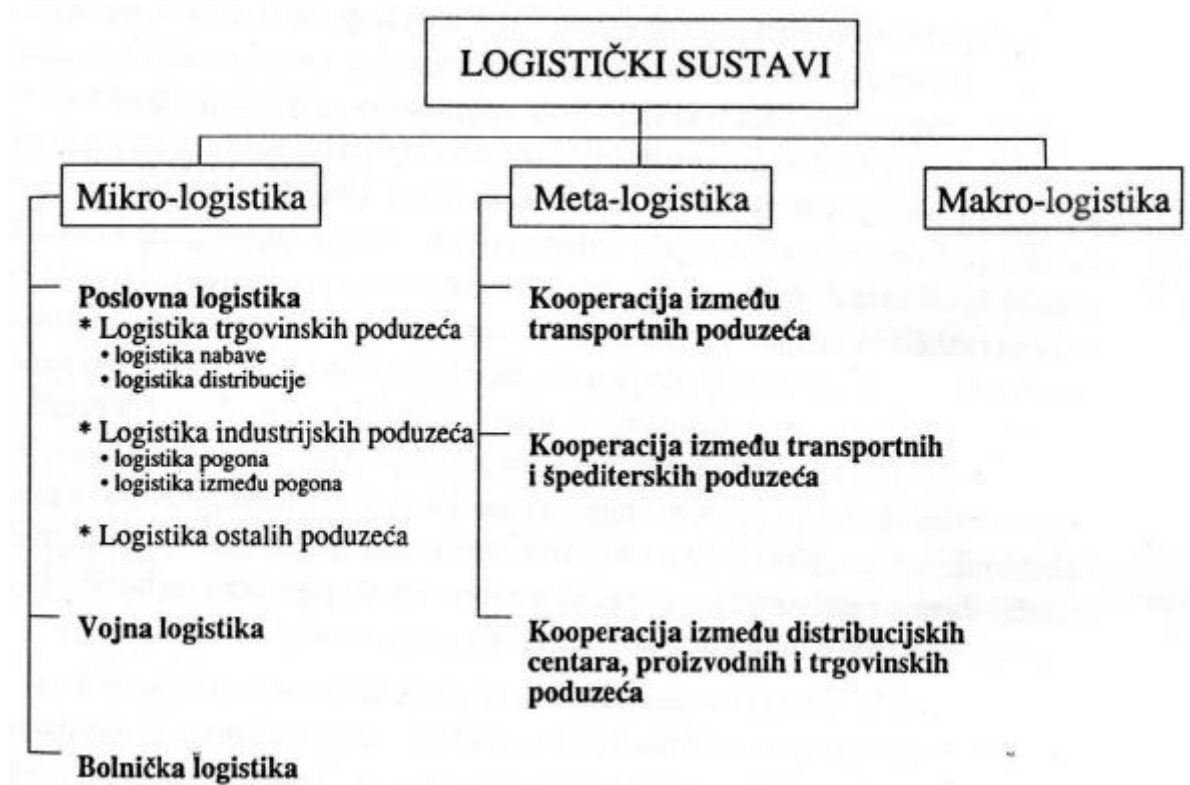 LOGISTIČKI SUSTAVI
Mikro-logistika
Meta-logistika
Makro-logistika
Poslovna logistika
* Logistika trgovinskih poduzeća
• logistika nabave
• logistika distribucije
* Logistika industrijskih poduzeća
• logistika pogona
• logistika između pogona
* Logistika ostalih poduzeća
Vojna logistika
Bolnička logistika
Kooperacija između
transportnih poduzeća
Kooperacija između transportnih
i špediterskih poduzeća
Kooperacija između distribucijskih
centara, proizvodnih i trgovinskih
poduzeća